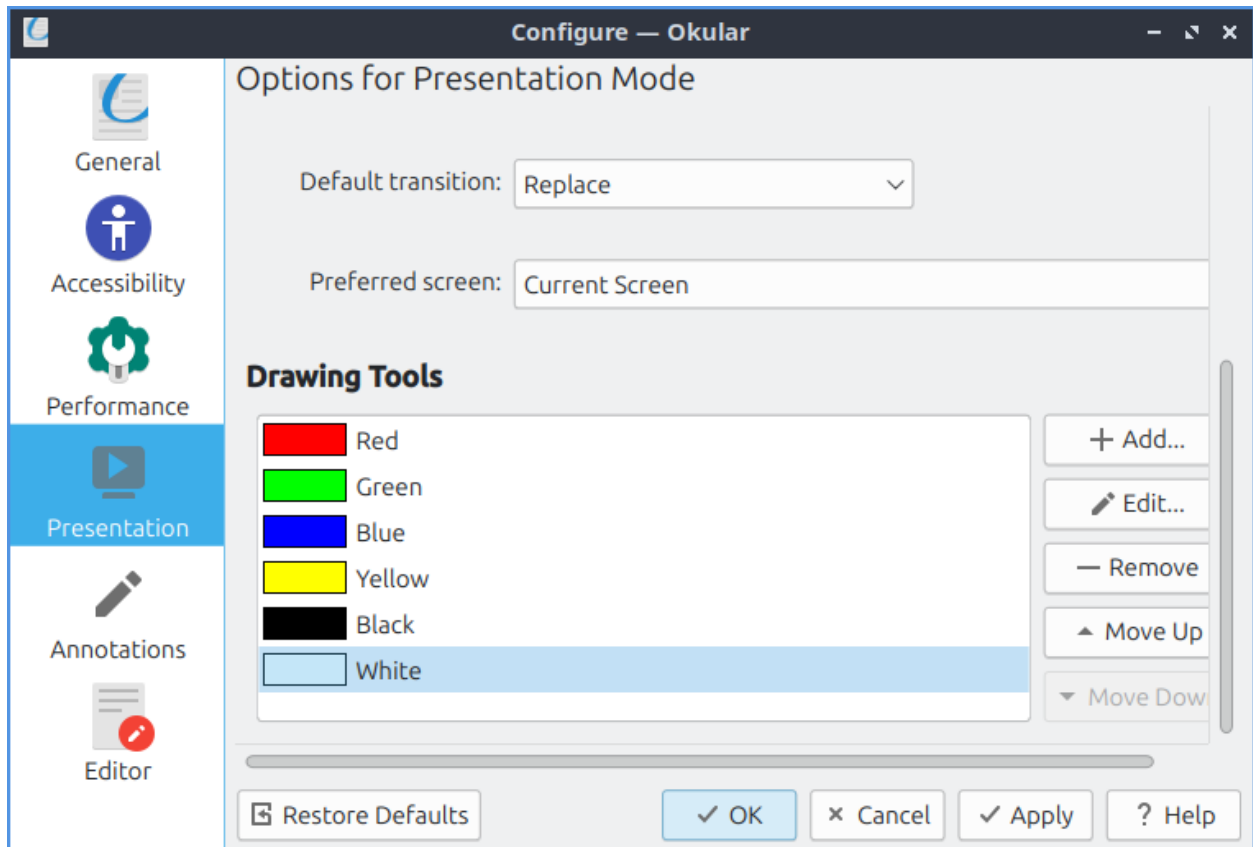 Configure — Okular
General
Accessibility
Performance
Presentation
Annotations
Editor
Options for Presentation Mode
Default transition: Replace
Preferred screen: Current Screen
Drawing Tools
Red
Green
Blue
Yellow
Black
White
Add...
Edit...
Remove
Move Up
Move Dow
Restore Defaults
OK
Cancel
Apply
? Help